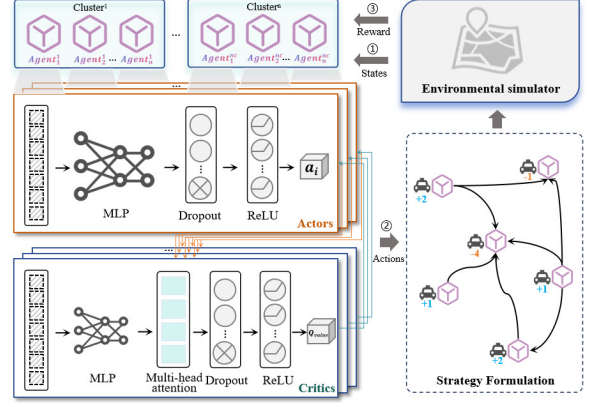 Cluster¹
Clusterⁿ
...
Agent₁¹ Agent₂¹ ... Agentₙ¹
Agent₁ⁿᶜ Agent₂ⁿᶜ ... Agentₙⁿᶜ
③
Reward
①
States
Environmental simulator
...
MLP
Dropout
ReLU
aᵢ
Actors
②
Actions
...
MLP
Multi-head
attention
Dropout
ReLU
Qvalue
Critics
+2
-1
-4
+1
+1
+2
Strategy Formulation